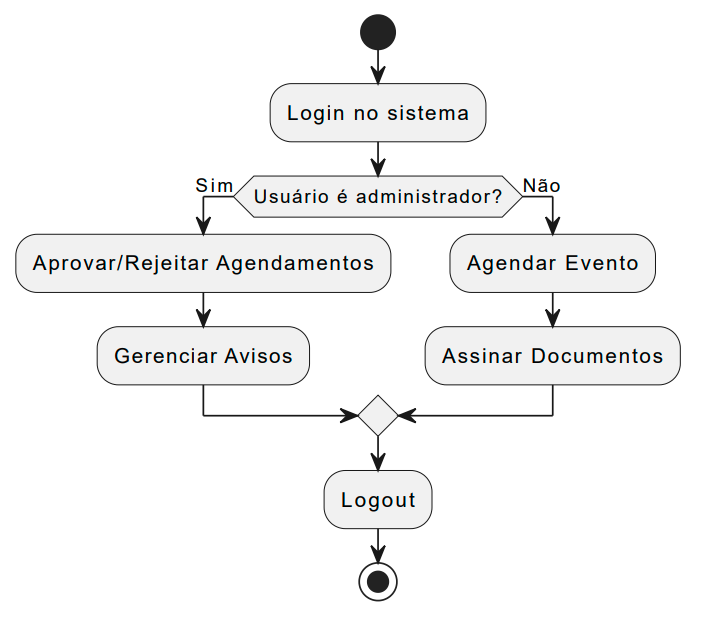 Login no sistema
Sim
Usuário é administrador?
Não
Aprovar/Rejeitar Agendamentos
Agendar Evento
Gerenciar Avisos
Assinar Documentos
Logout